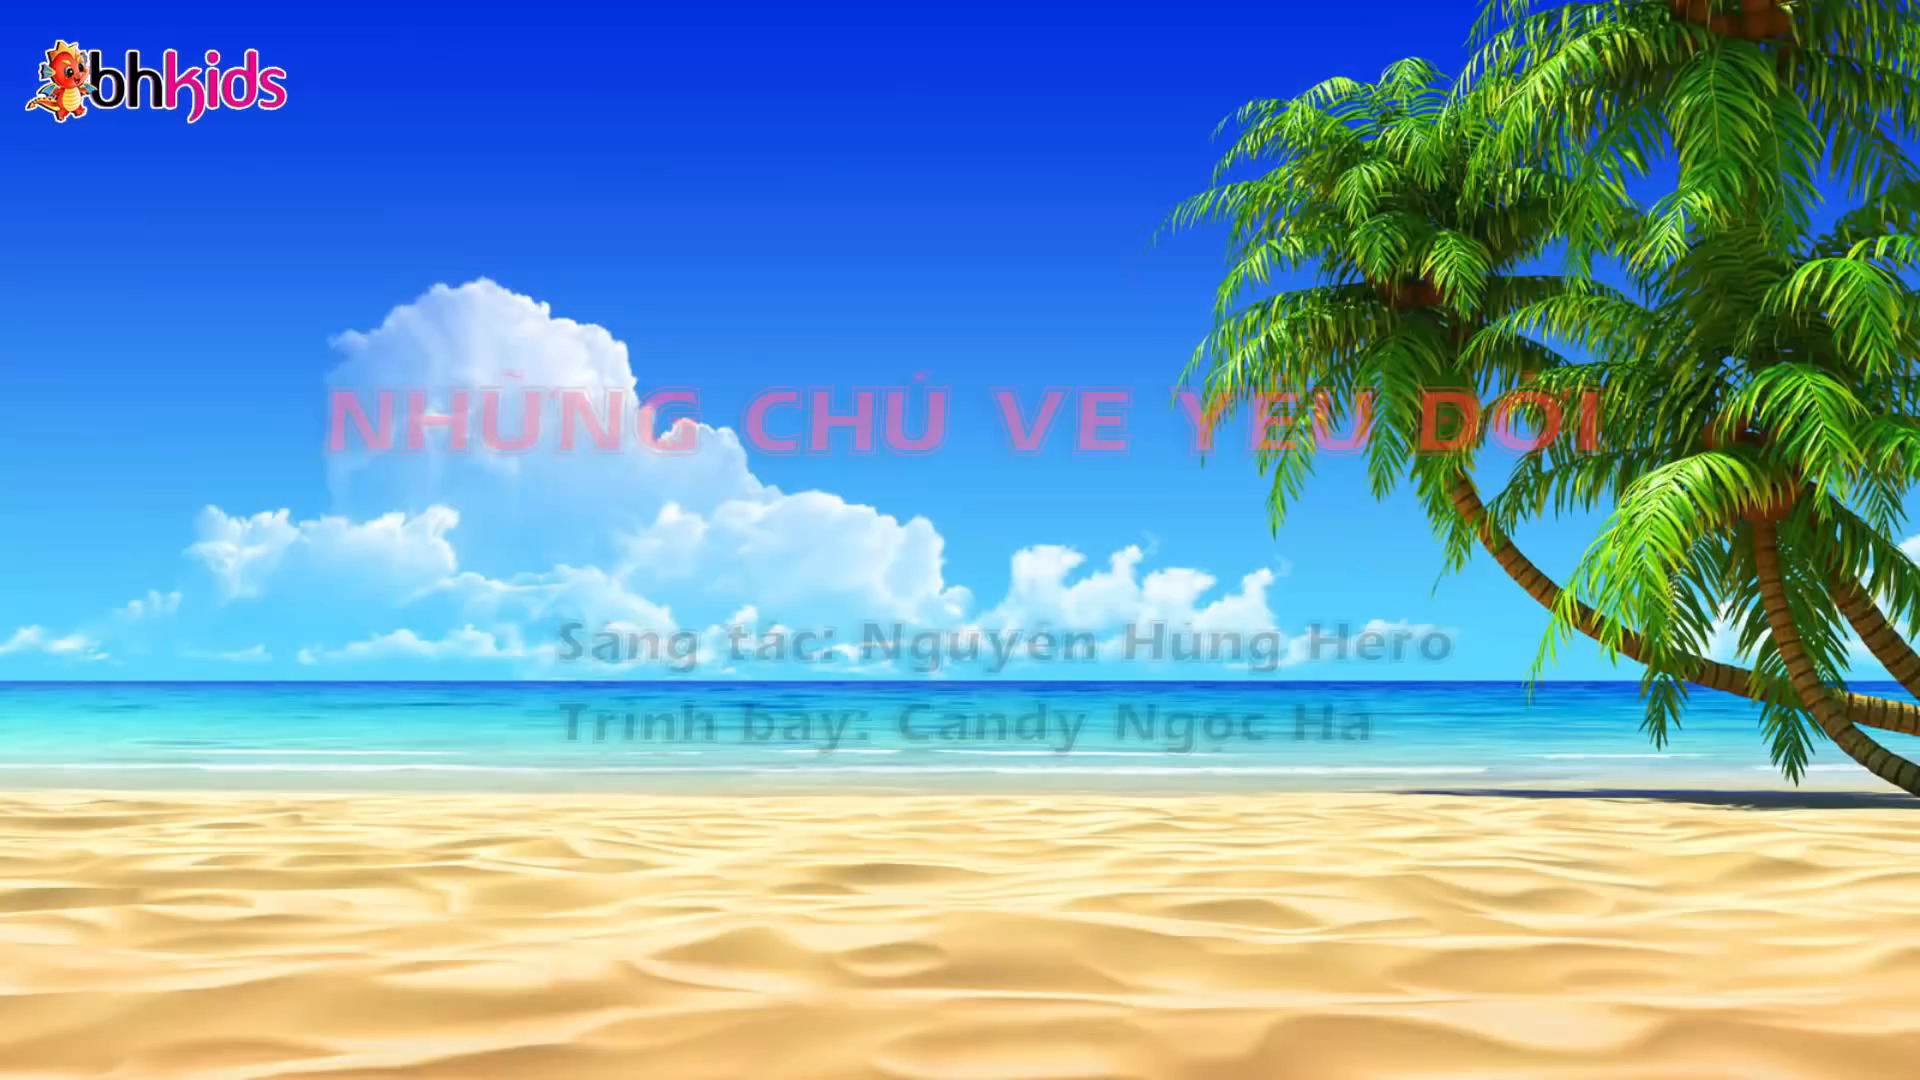 bhkids
NHỮNG CHÚ VE YÊU ĐỜI
Sáng tác: Nguyễn Hùng Hero
Trình bày: Candy Ngọc Hà